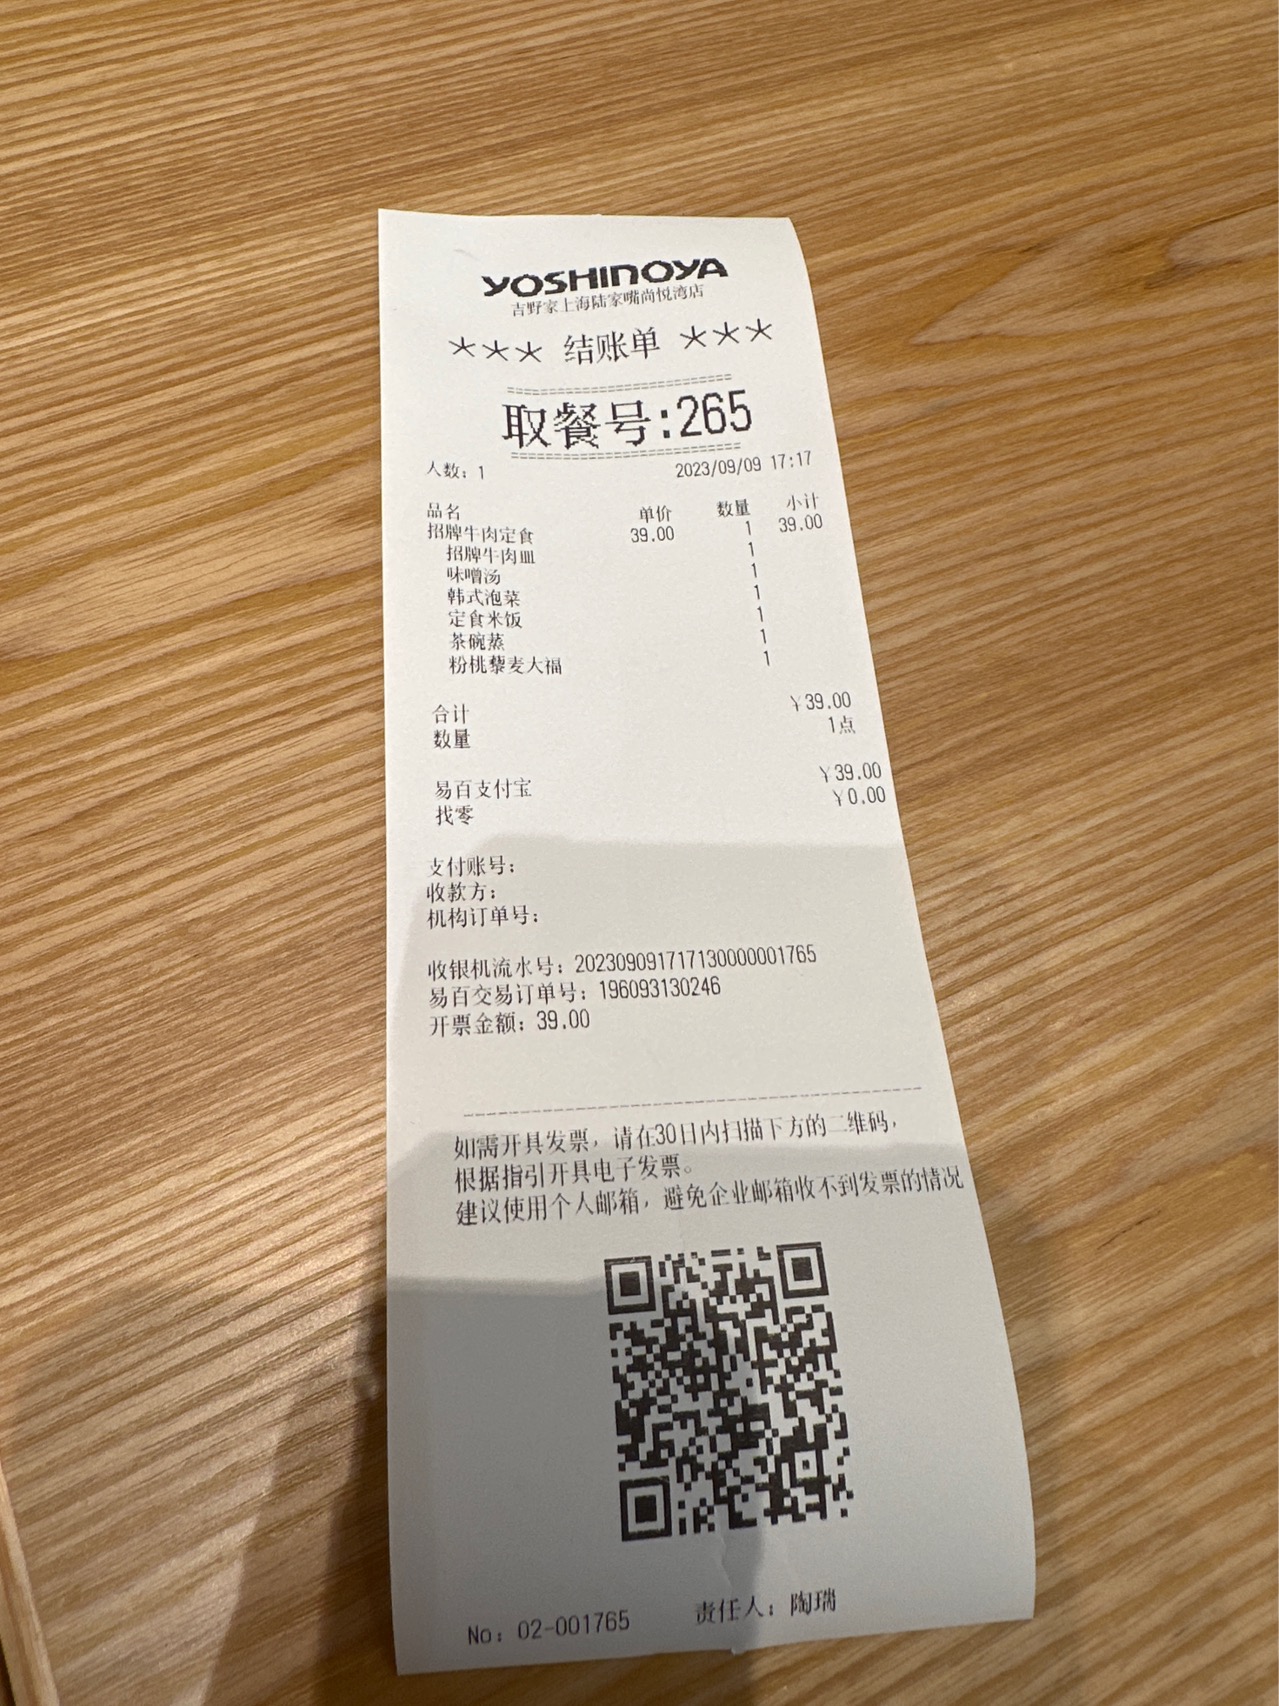 YOSHINOYA
吉野家上海陆家嘴尚悦湾店
*** 结账单 ***
取餐号:265
人数: 1 2023/09/09 17:17
品名 单价 数量 小计
招牌牛肉定食 39.00 1 39.00
招牌牛肉皿 1
味噌汤 1
韩式泡菜 1
定食米饭 1
茶碗蒸 1
粉桃藜麦大福 1
合计 ¥39.00
数量 1点
易百支付宝 ¥39.00
找零 ¥0.00
支付账号:
收款方:
机构订单号:
收银机流水号: 202309091717130000001765
易百交易订单号: 196093130246
开票金额: 39.00
如需开具发票，请在30日内扫描下方的二维码，
根据指引开具电子发票。
建议使用个人邮箱，避免企业邮箱收不到发票的情况
No: 02-001765 责任人: 陶瑞